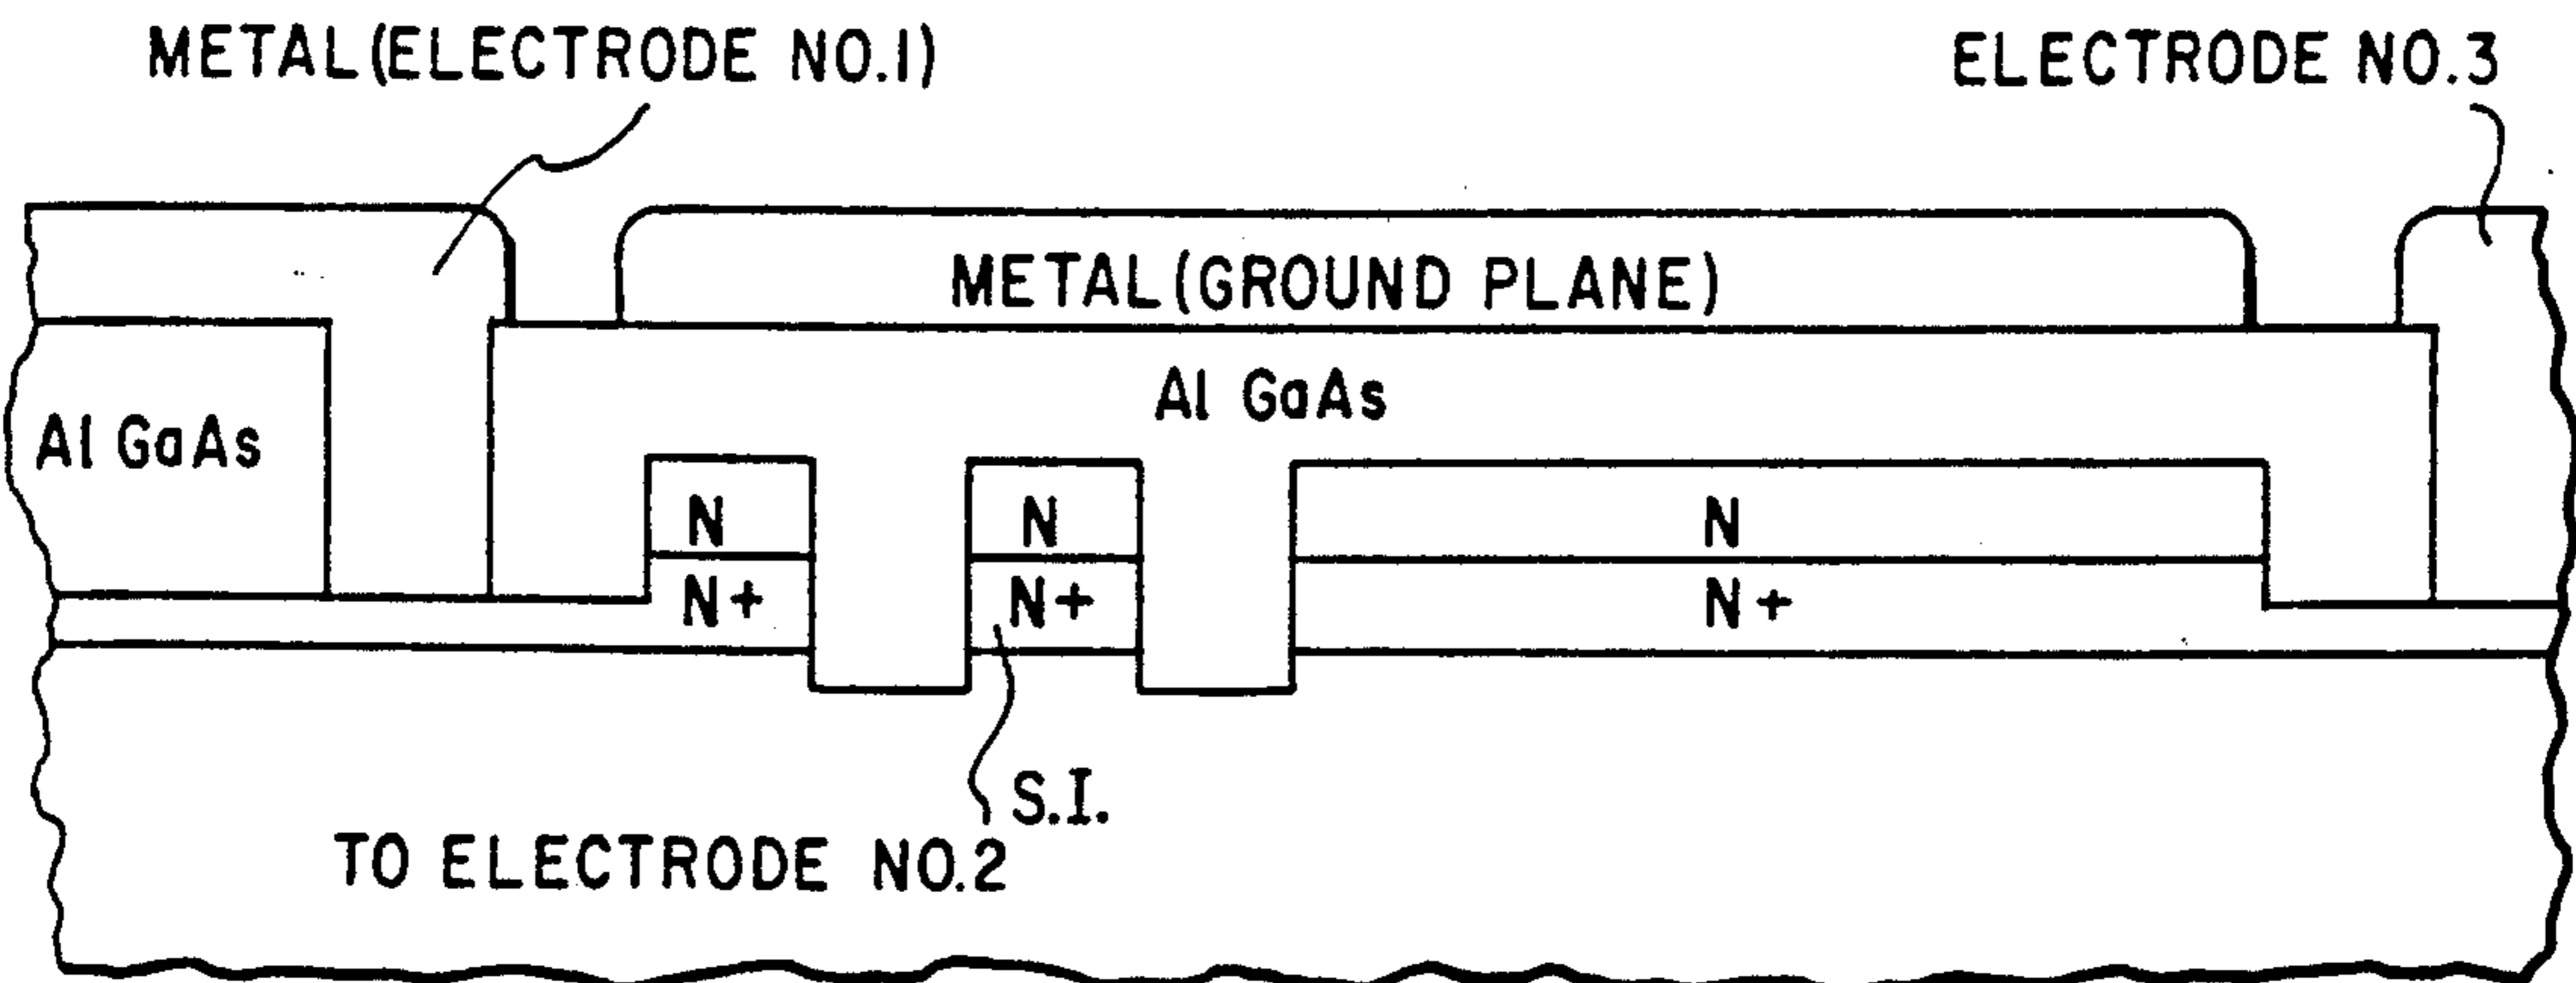 METAL(ELECTRODE NO.1)
ELECTRODE NO.3
METAL(GROUND PLANE)
Al GaAs
Al GaAs
N
N
N
N+
N+
N+
S.I.
TO ELECTRODE NO.2